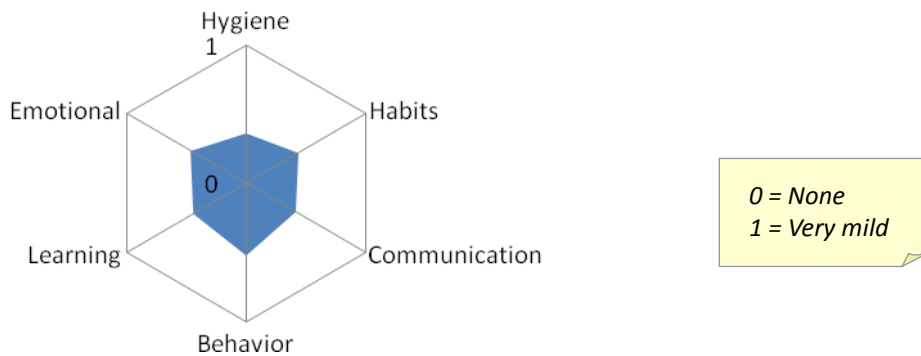 Hygiene
1
Emotional
Habits
0
Learning
Communication
Behavior
0 = None
1 = Very mild